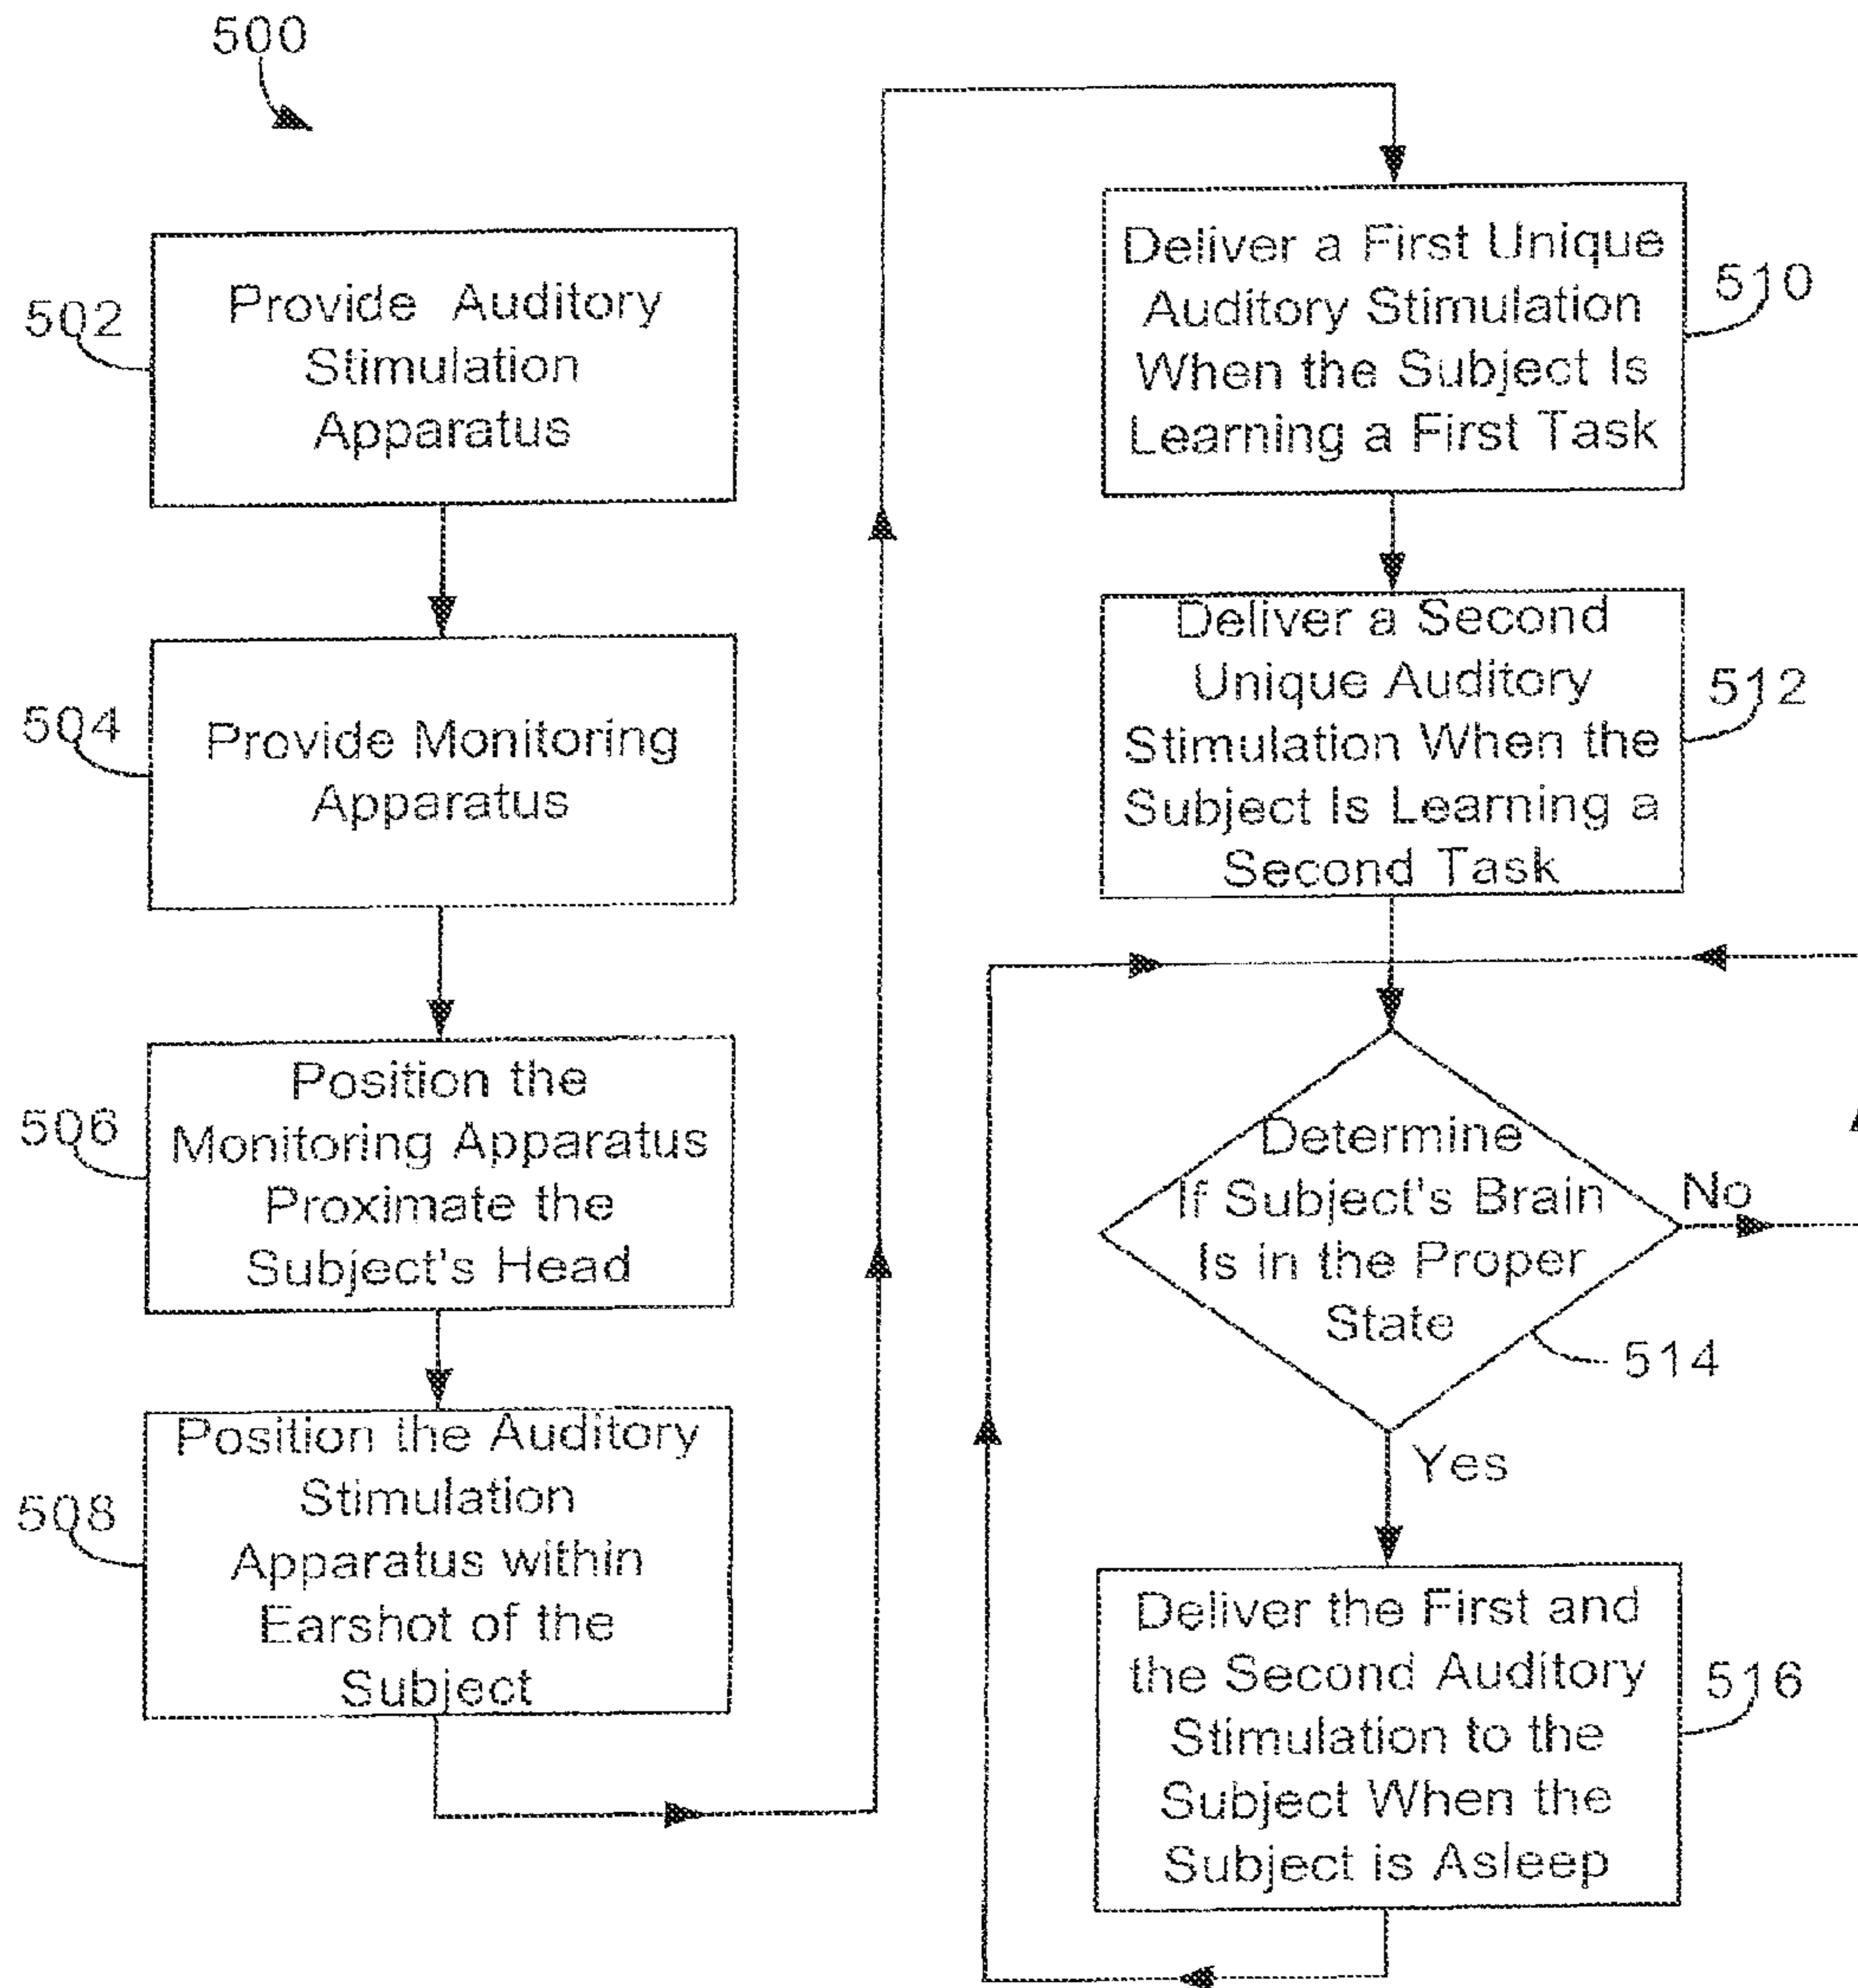 500
502
Provide Auditory
Stimulation
Apparatus
504
Provide Monitoring
Apparatus
506
Position the
Monitoring Apparatus
Proximate the
Subject's Head
508
Position the Auditory
Stimulation
Apparatus within
Earshot of the
Subject
Deliver a First Unique
Auditory Stimulation
When the Subject Is
Learning a First Task
510
Deliver a Second
Unique Auditory
Stimulation When the
Subject Is Learning a
Second Task
512
Determine
If Subject's Brain
Is in the Proper
State
No
514
Yes
Deliver the First and
the Second Auditory
Stimulation to the
Subject When the
Subject is Asleep
516